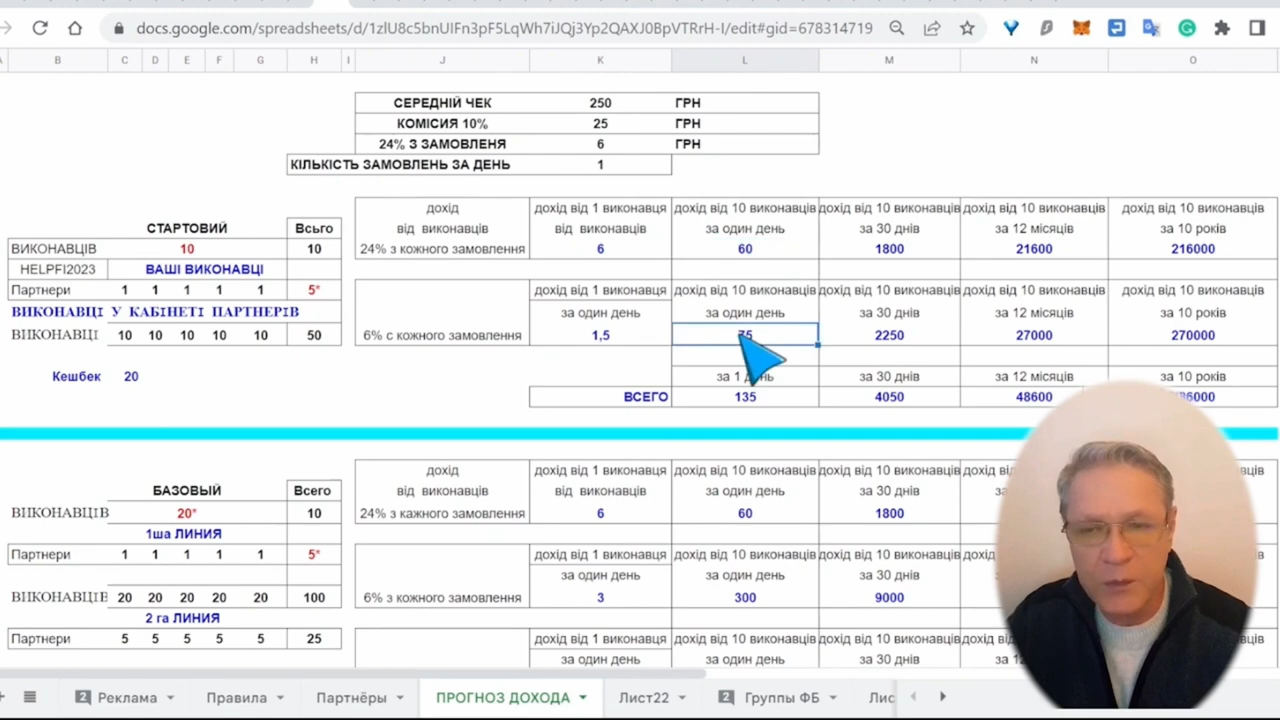 docs.google.com/spreadsheets/d/1zlU8c5bnUIFn3pF5LqWh7iJQj3Yp2QAXJ0BpVTRrH-I/edit#gid=678314719
B C D E F G H I J K L M N O
СЕРЕДНІЙ ЧЕК 250 ГРН
КОМІСИЯ 10% 25 ГРН
24% З ЗАМОВЛЕНЯ 6 ГРН
КІЛЬКІСТЬ ЗАМОВЛЕНЬ ЗА ДЕНЬ 1
дохід дохід від 1 виконавця дохід від 10 виконавців дохід від 10 виконавців дохід від 10 виконавців дохід від 10 виконавців
СТАРТОВИЙ Всього від виконавців від виконавців за один день за 30 днів за 12 місяців за 10 років
ВИКОНАВЦІВ 10 10 24% з кожного замовлення 6 60 1800 21600 216000
HELPFI2023 ВАШІ ВИКОНАВЦІ
Партнери 1 1 1 1 1 5* дохід від 1 виконавця дохід від 10 виконавців дохід від 10 виконавців дохід від 10 виконавців дохід від 10 виконавців
ВИКОНАВЦІ У КАБІНЕТІ ПАРТНЕРІВ за один день за один день за 30 днів за 12 місяців за 10 років
ВИКОНАВЦІ 10 10 10 10 10 50 6% с кожного замовлення 1,5 75 2250 27000 270000
Кешбек 20 за 1 день за 30 днів за 12 місяців за 10 років
ВСЕГО 135 4050 48600
дохід дохід від 1 виконавця дохід від 10 виконавців дохід від 10 виконавців
БАЗОВЫЙ Всего від виконавців від виконавців за один день за 30 днів
ВИКОНАВЦІВ 20* 10 24% з кажного замовлення 6 60 1800
1ша ЛИНИЯ
Партнери 1 1 1 1 1 5* дохід від 1 виконавця дохід від 10 виконавців дохід від 10 виконавців
за один день за один день за 30 днів
ВИКОНАВЦІВ 20 20 20 20 20 100 6% з кожного замовлення 3 300 9000
2 га ЛИНИЯ
Партнери 5 5 5 5 5 25 дохід від 1 виконавця дохід від 10 виконавців дохід від 10 виконавців
за один день за один день за 30 днів
2 Реклама Правила Партнёры ПРОГНОЗ ДОХОДА Лист22 2 Группы ФБ Лис